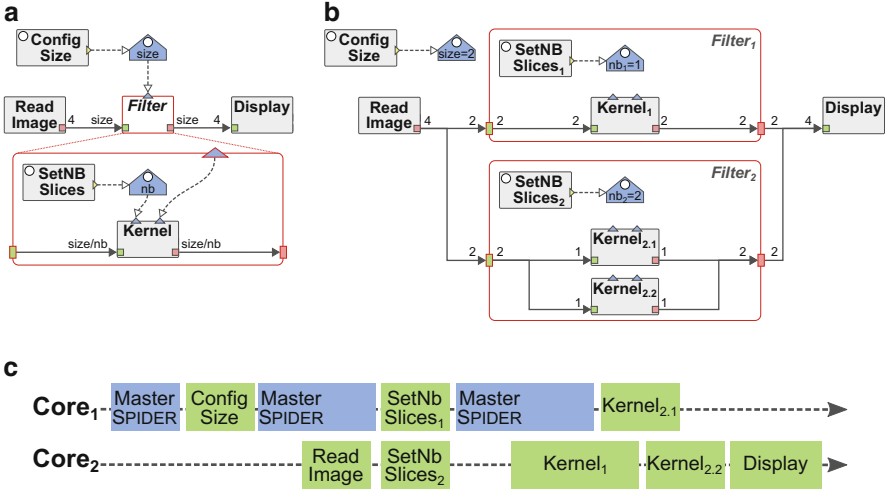 a
Config
Size
size
Read
Image
4
size
Filter
size
4
Display
SetNB
Slices
nb
Kernel
size/nb
size/nb
b
Config
Size
size=2
SetNB
Slices₁
nb₁=1
Filter₁
Read
Image
4
2
2
2
Kernel₁
2
2
2
4
Display
SetNB
Slices₂
nb₂=2
Filter₂
2
2
1
Kernel₂.₁
1
2
2
1
Kernel₂.₂
1
c
Core₁
Master
SPIDER
Config
Size
Master
SPIDER
SetNb
Slices₁
Master
SPIDER
Kernel₂.₁
Core₂
Read
Image
SetNb
Slices₂
Kernel₁
Kernel₂.₂
Display